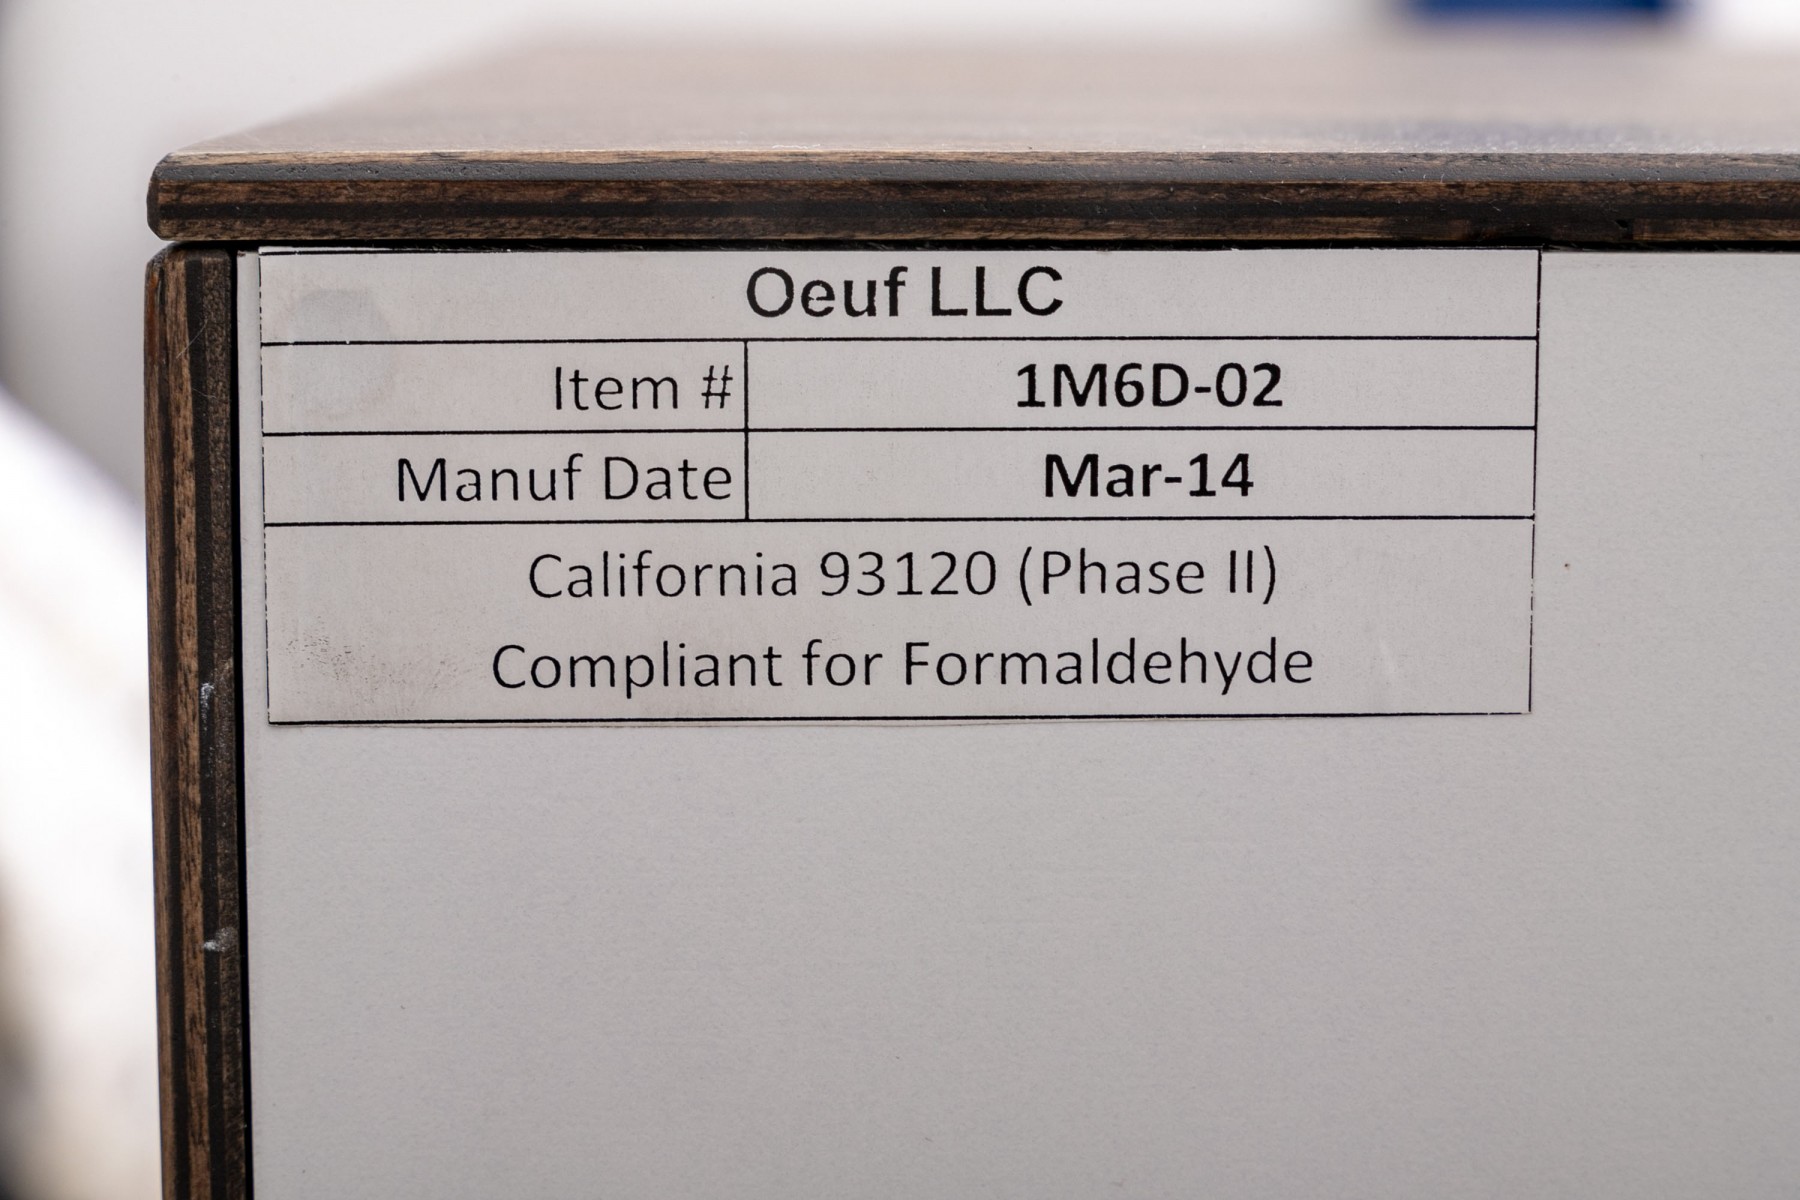 Oeuf LLC
Item # 1M6D-02
Manuf Date Mar-14
California 93120 (Phase II)
Compliant for Formaldehyde